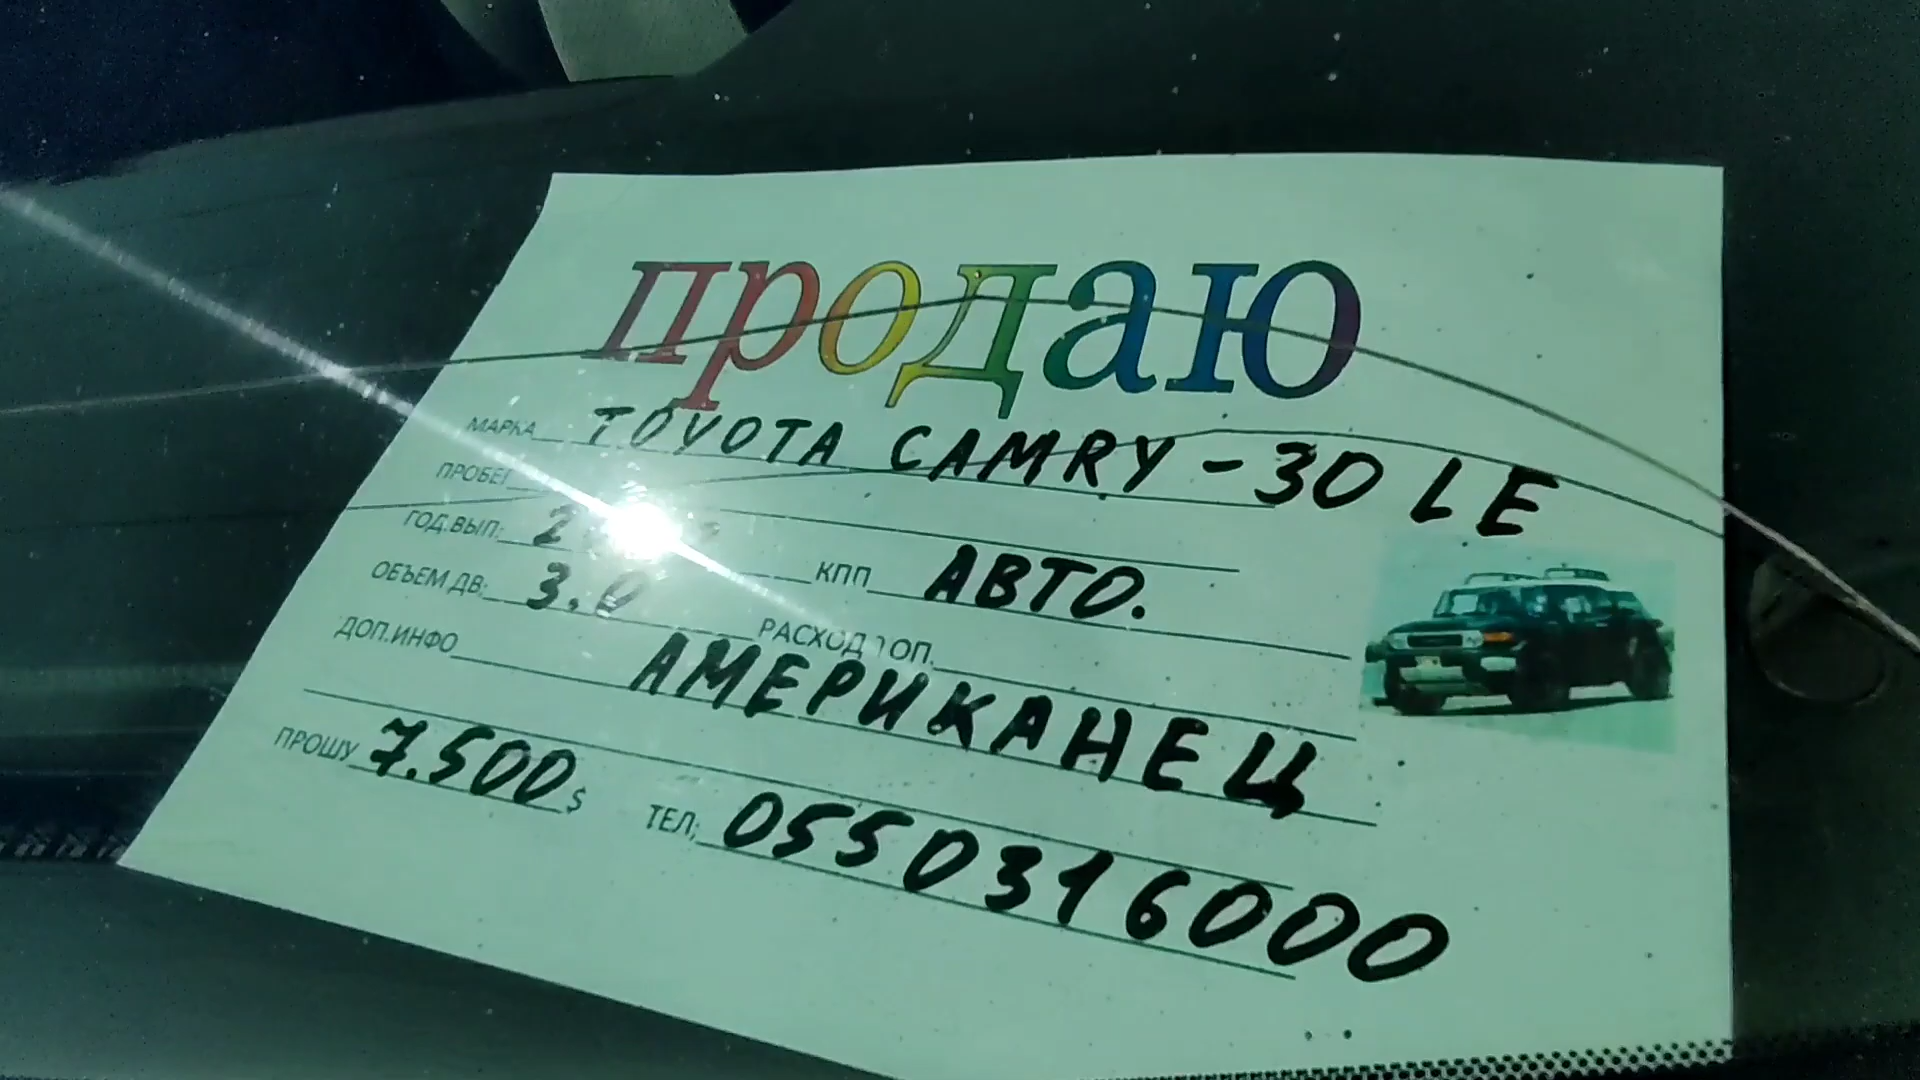 продаю
МАРКА TOYOTA CAMRY - 30 LE
ПРОБЕГ
ГОД.ВЫП: КПП АВТО.
ОБЪЕМ ДВ: 3.0 РАСХОД ТОП.
ДОП.ИНФО АМЕРИКАНЕЦ
ПРОШУ 7.500$ ТЕЛ; 0550316000